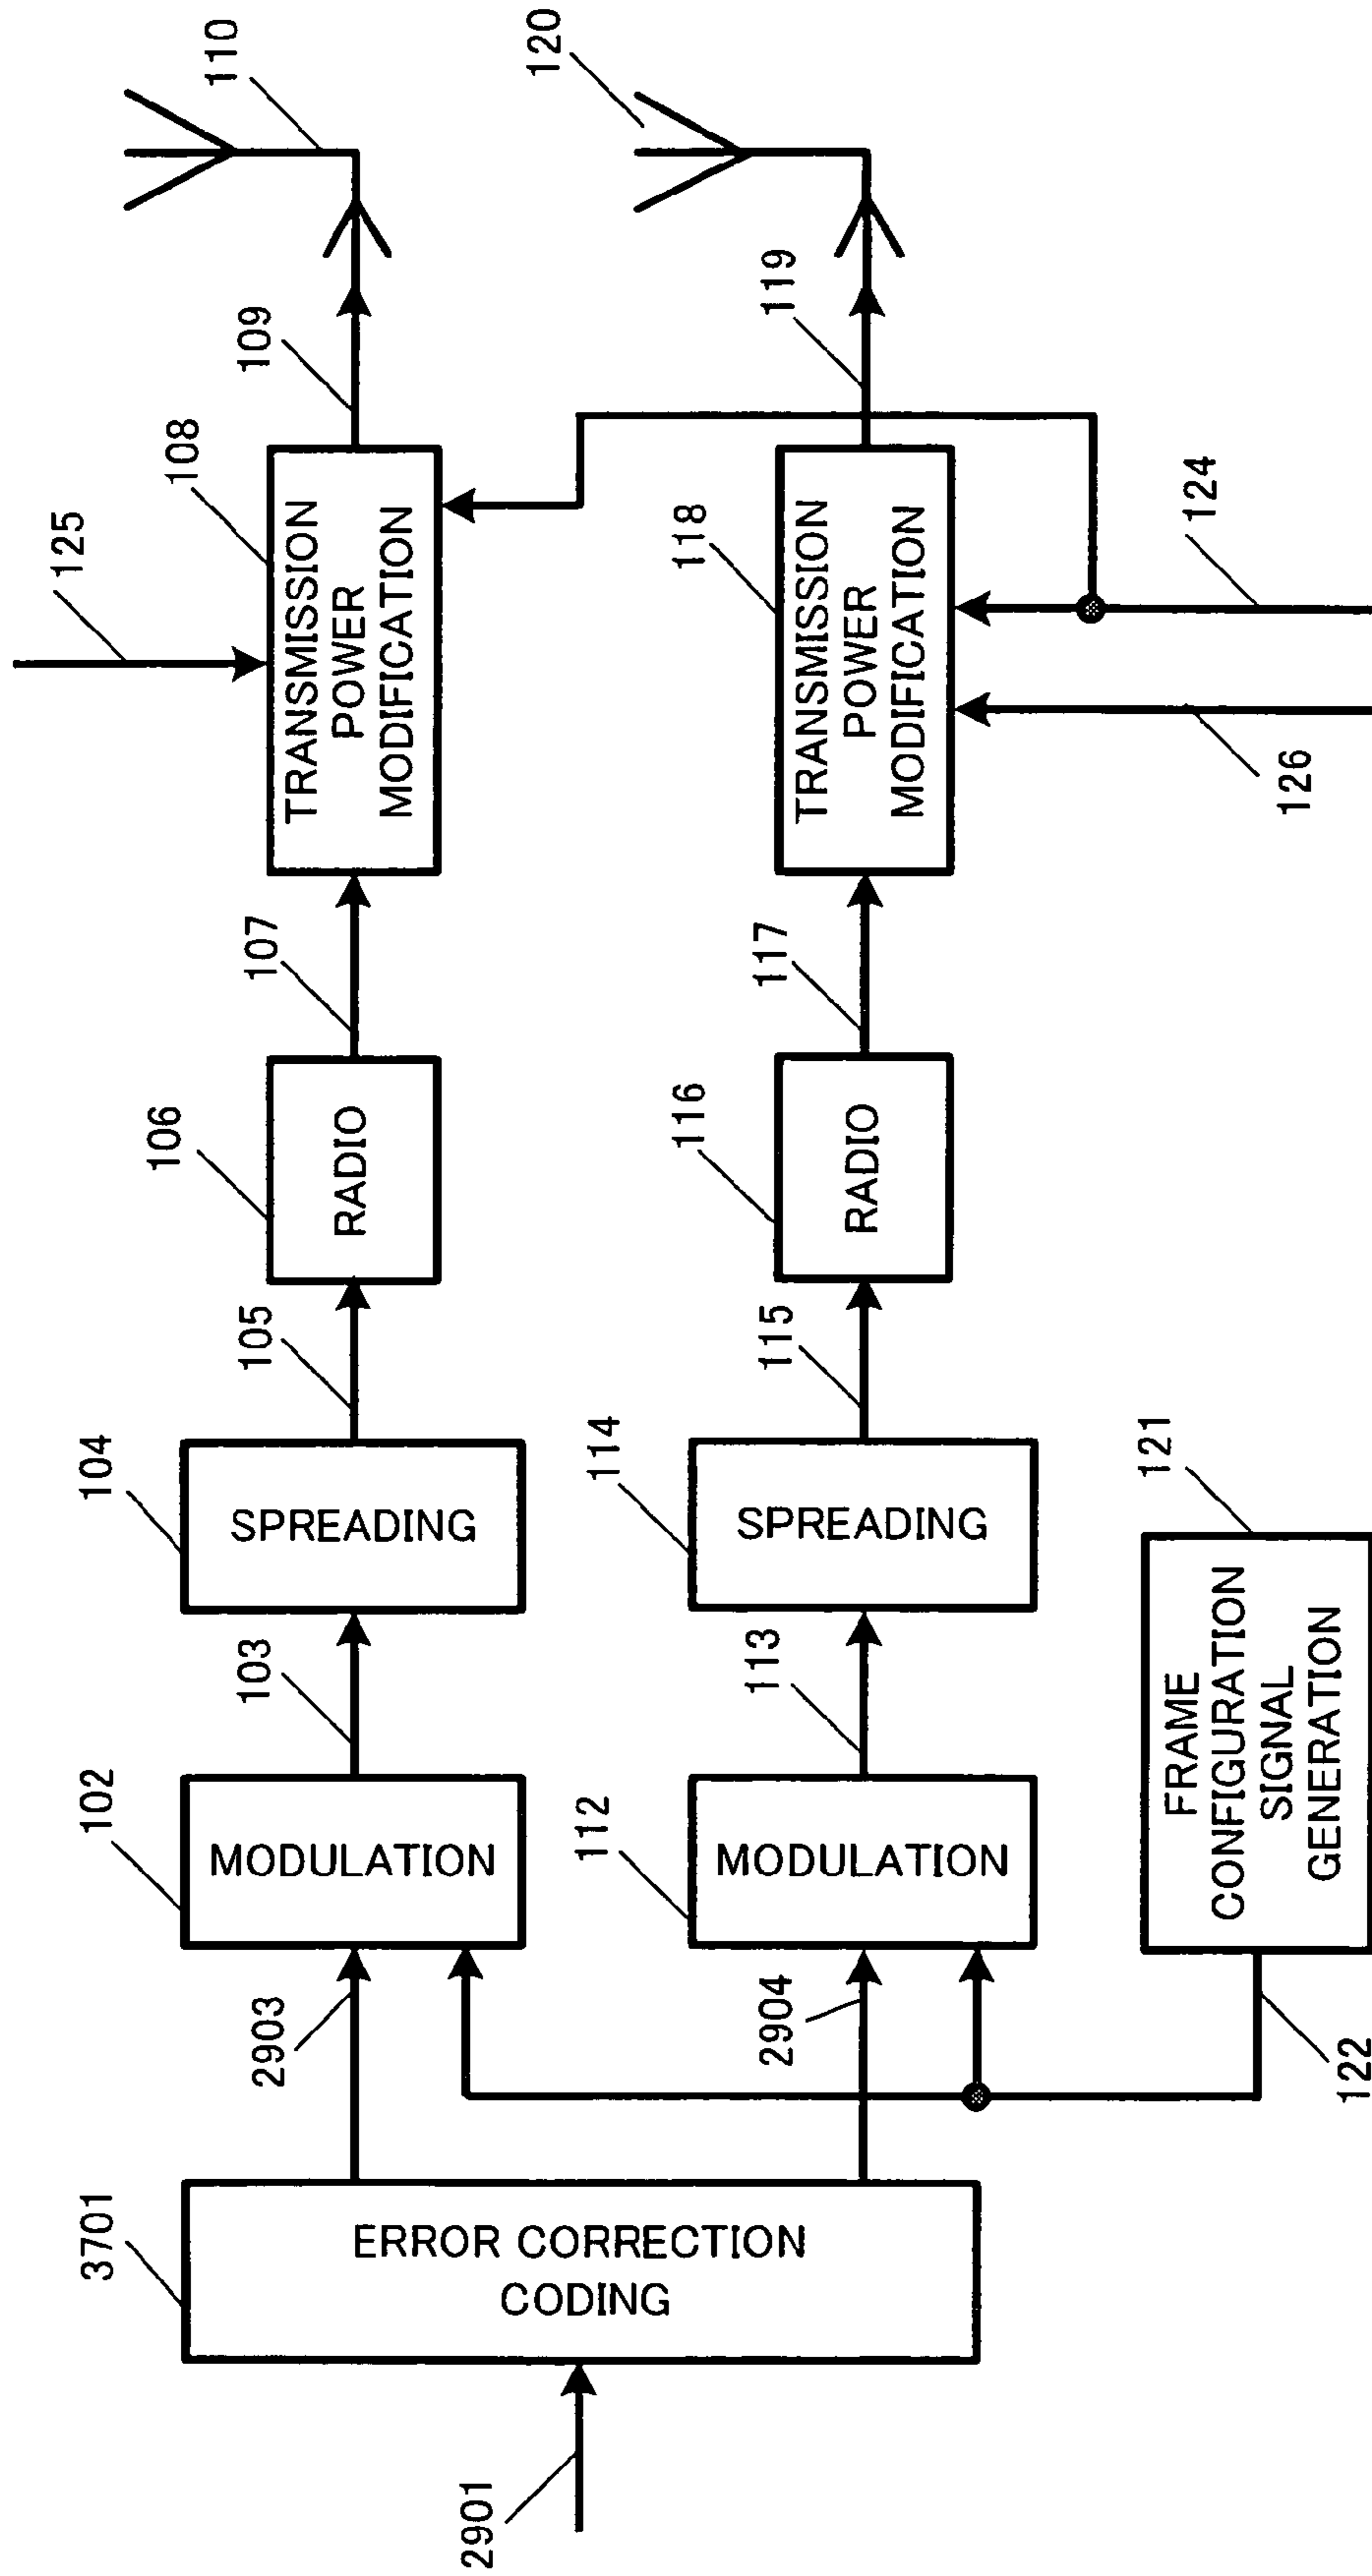 2901
3701
ERROR CORRECTION
CODING
2903
102
MODULATION
103
104
SPREADING
105
106
RADIO
107
125
108
TRANSMISSION
POWER
MODIFICATION
109
110
2904
112
MODULATION
113
114
SPREADING
115
116
RADIO
117
118
TRANSMISSION
POWER
MODIFICATION
119
120
122
121
FRAME
CONFIGURATION
SIGNAL
GENERATION
126
124